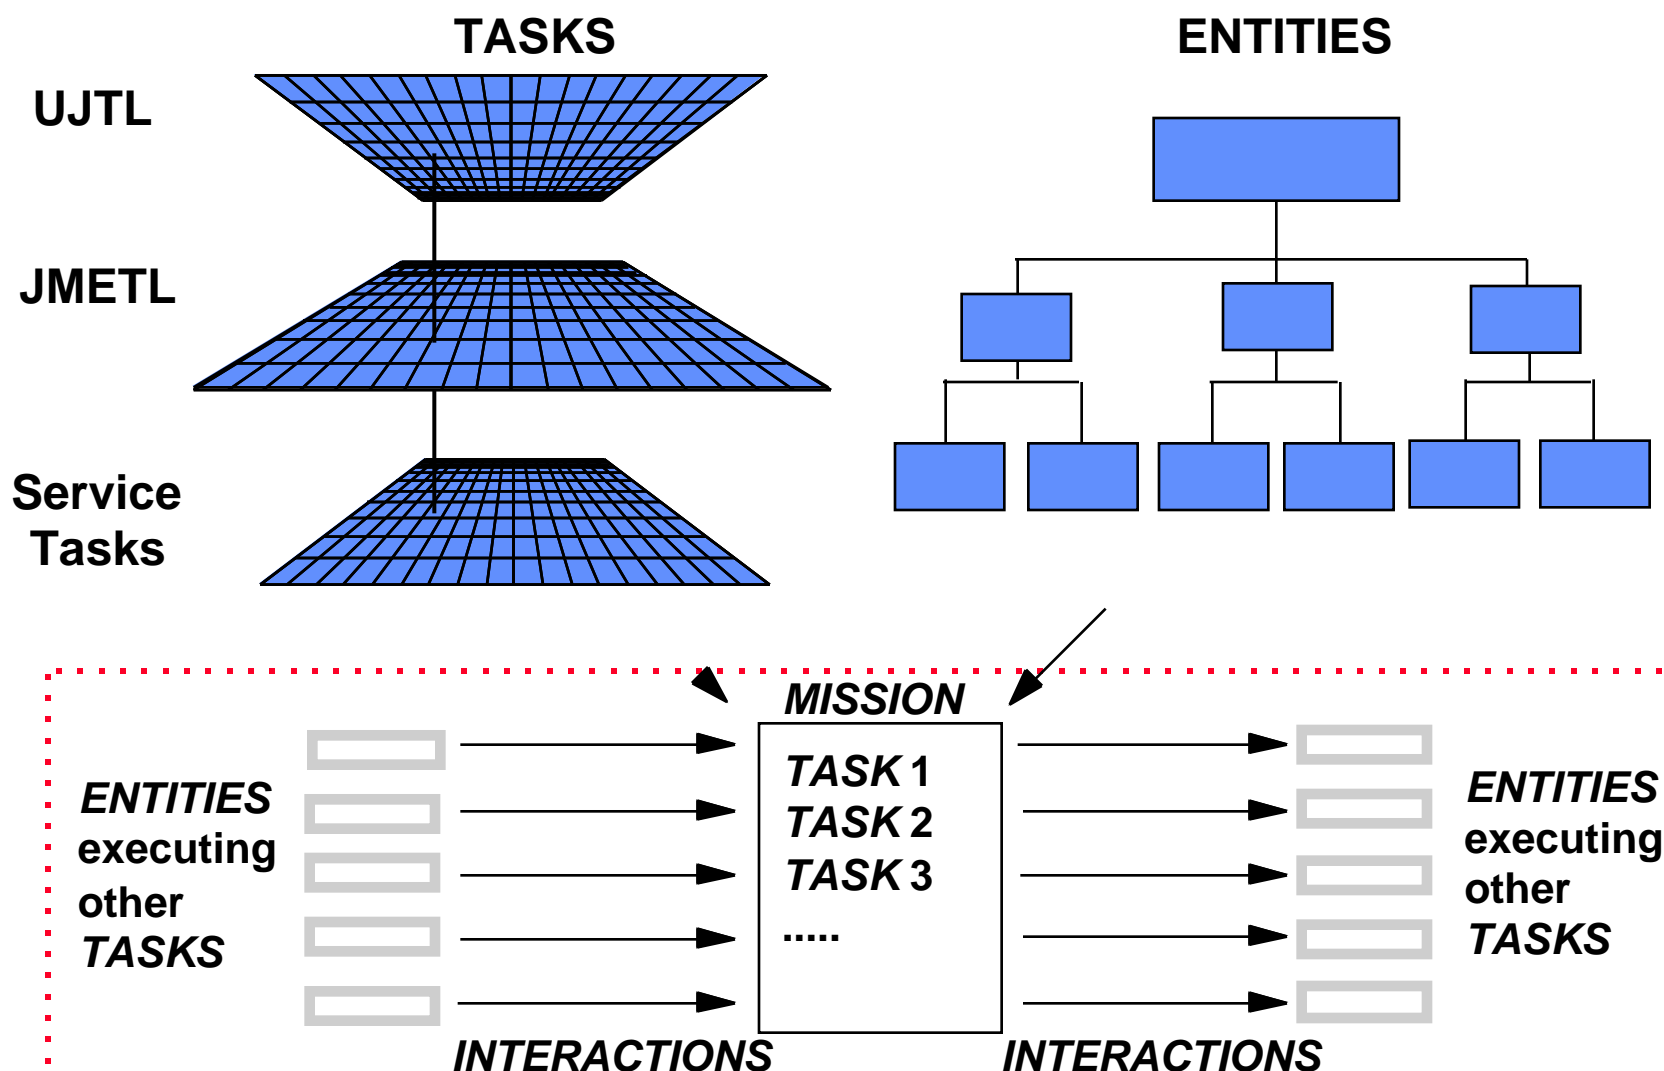 TASKS
ENTITIES
UJTL
JMETL
Service
Tasks
MISSION
TASK 1
TASK 2
TASK 3
.....
ENTITIES
executing
other
TASKS
ENTITIES
executing
other
TASKS
INTERACTIONS
INTERACTIONS